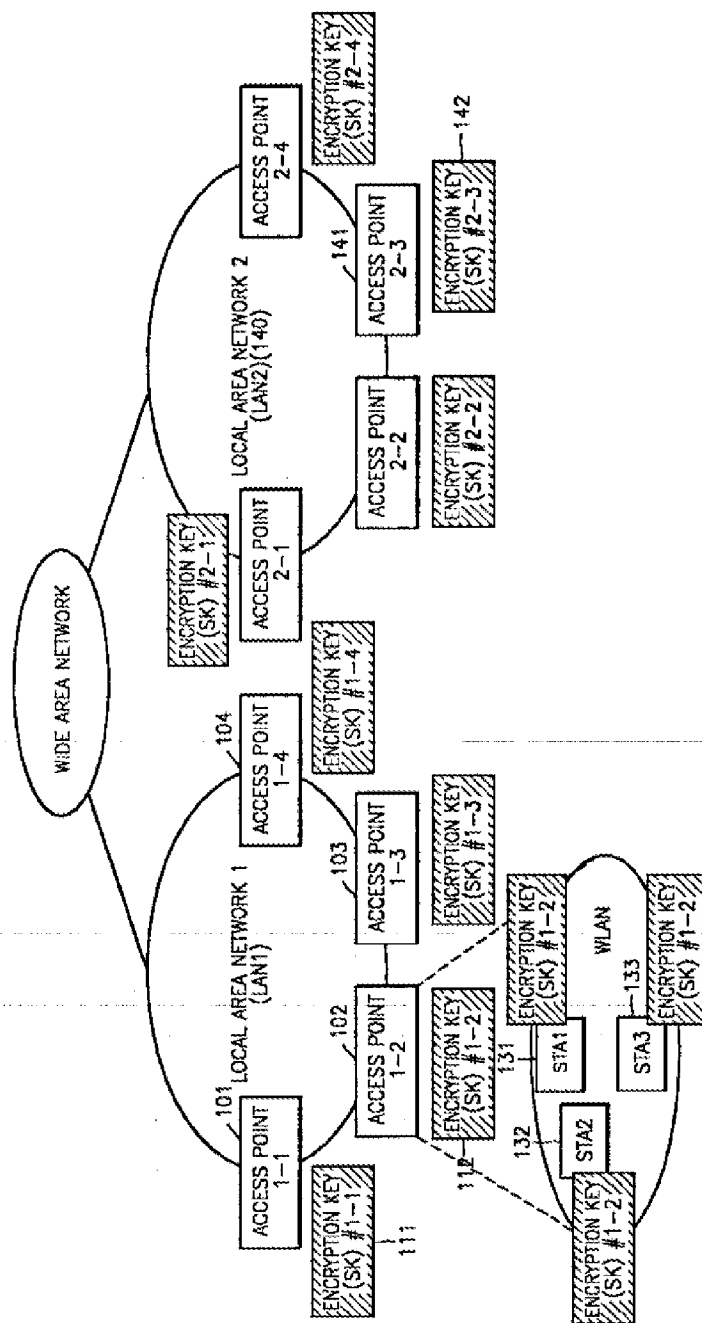 WIDE AREA NETWORK
LOCAL AREA NETWORK 1
(LAN1)
101
ACCESS POINT
1-1
ENCRYPTION KEY
(SK) #1-1
111
102
ACCESS POINT
1-2
ENCRYPTION KEY
(SK) #1-2
112
103
ACCESS POINT
1-3
ENCRYPTION KEY
(SK) #1-3
104
ACCESS POINT
1-4
ENCRYPTION KEY
(SK) #1-4
LOCAL AREA NETWORK 2
(LAN2)(140)
ENCRYPTION KEY
(SK) #2-1
ACCESS POINT
2-1
ACCESS POINT
2-2
ENCRYPTION KEY
(SK) #2-2
141
ACCESS POINT
2-3
ENCRYPTION KEY
(SK) #2-3
142
ACCESS POINT
2-4
ENCRYPTION KEY
(SK) #2-4
ENCRYPTION KEY
(SK) #1-2
131
STA1
WLAN
132
STA2
ENCRYPTION KEY
(SK) #1-2
133
STA3
ENCRYPTION KEY
(SK) #1-2